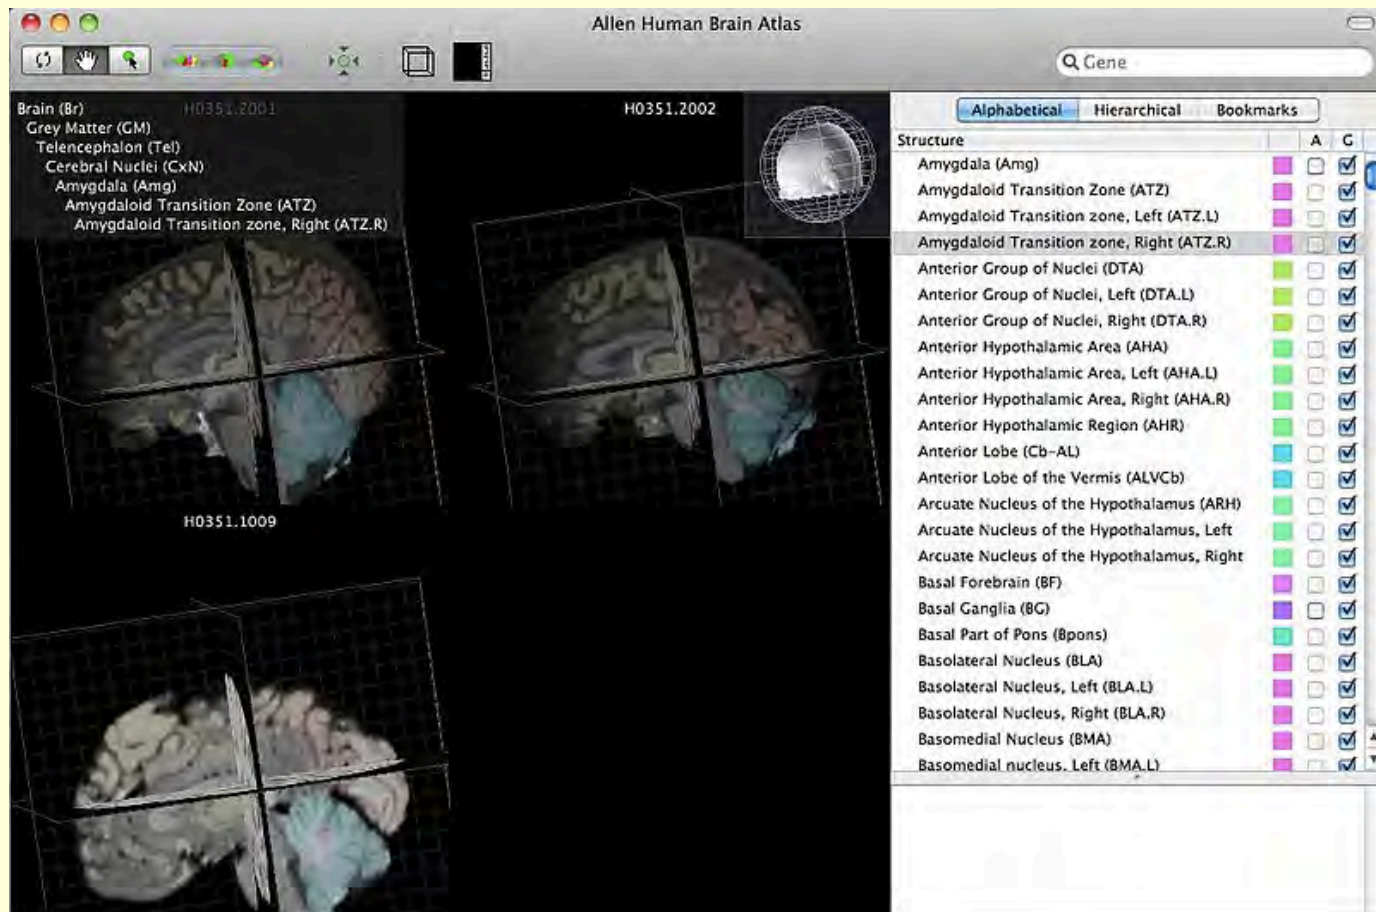 Allen Human Brain Atlas
Gene
Brain (Br)
Grey Matter (GM)
Telencephalon (Tel)
Cerebral Nuclei (CxN)
Amygdala (Amg)
Amygdaloid Transition Zone (ATZ)
Amygdaloid Transition zone, Right (ATZ.R)
H0351.2001
H0351.2002
H0351.1009
Alphabetical Hierarchical Bookmarks
Structure A G
Amygdala (Amg)
Amygdaloid Transition Zone (ATZ)
Amygdaloid Transition zone, Left (ATZ.L)
Amygdaloid Transition zone, Right (ATZ.R)
Anterior Group of Nuclei (DTA)
Anterior Group of Nuclei, Left (DTA.L)
Anterior Group of Nuclei, Right (DTA.R)
Anterior Hypothalamic Area (AHA)
Anterior Hypothalamic Area, Left (AHA.L)
Anterior Hypothalamic Area, Right (AHA.R)
Anterior Hypothalamic Region (AHR)
Anterior Lobe (Cb-AL)
Anterior Lobe of the Vermis (ALVCb)
Arcuate Nucleus of the Hypothalamus (ARH)
Arcuate Nucleus of the Hypothalamus, Left
Arcuate Nucleus of the Hypothalamus, Right
Basal Forebrain (BF)
Basal Ganglia (BG)
Basal Part of Pons (Bpons)
Basolateral Nucleus (BLA)
Basolateral Nucleus, Left (BLA.L)
Basolateral Nucleus, Right (BLA.R)
Basomedial Nucleus (BMA)
Basomedial nucleus, Left (BMA.L)